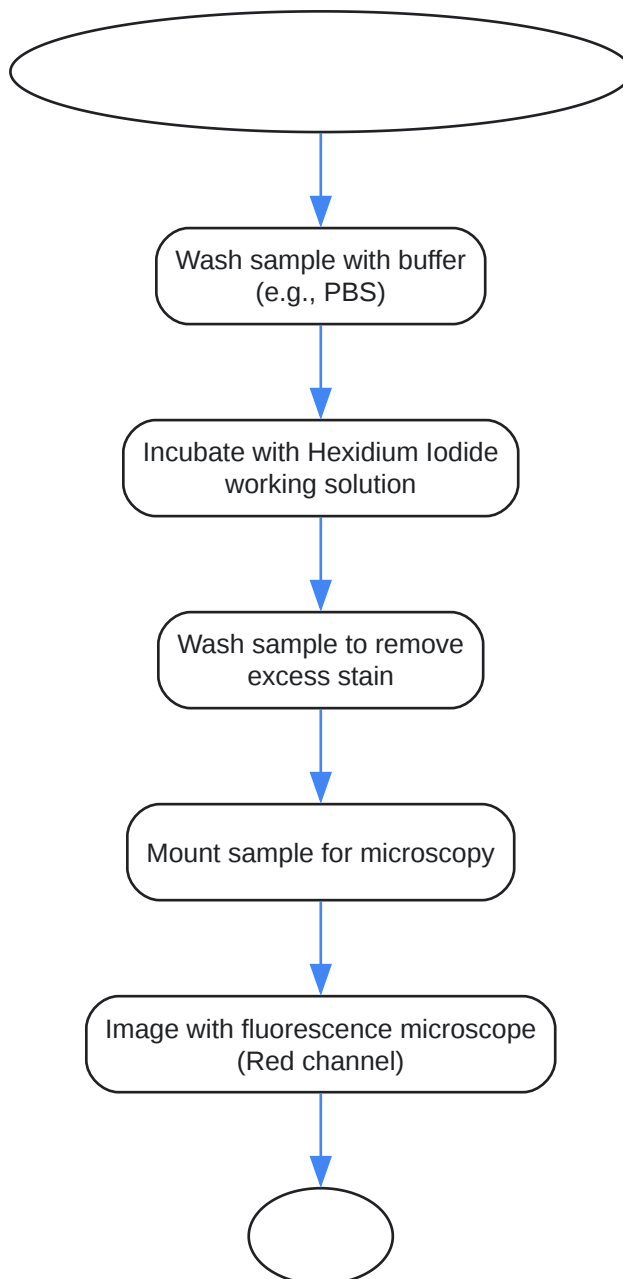 Wash sample with buffer
(e.g., PBS)
Incubate with Hexidium Iodide
working solution
Wash sample to remove
excess stain
Mount sample for microscopy
Image with fluorescence microscope
(Red channel)